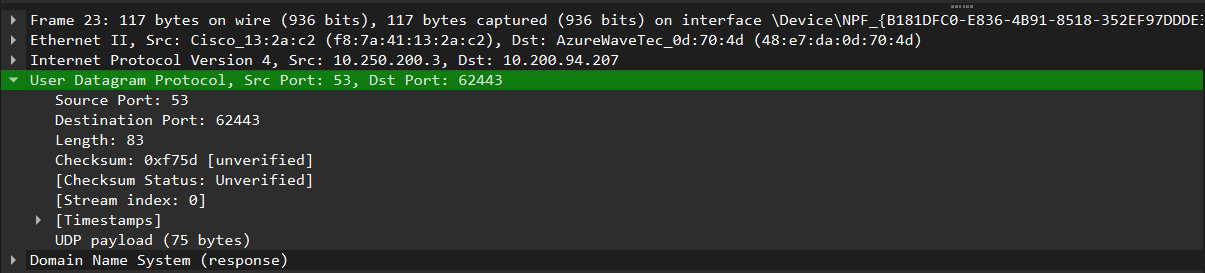 Frame 23: 117 bytes on wire (936 bits), 117 bytes captured (936 bits) on interface \Device\NPF_{B181DFC0-E836-4B91-8518-352EF97DDDE3
Ethernet II, Src: Cisco_13:2a:c2 (f8:7a:41:13:2a:c2), Dst: AzureWaveTec_0d:70:4d (48:e7:da:0d:70:4d)
Internet Protocol Version 4, Src: 10.250.200.3, Dst: 10.200.94.207
User Datagram Protocol, Src Port: 53, Dst Port: 62443
Source Port: 53
Destination Port: 62443
Length: 83
Checksum: 0xf75d [unverified]
[Checksum Status: Unverified]
[Stream index: 0]
[Timestamps]
UDP payload (75 bytes)
Domain Name System (response)